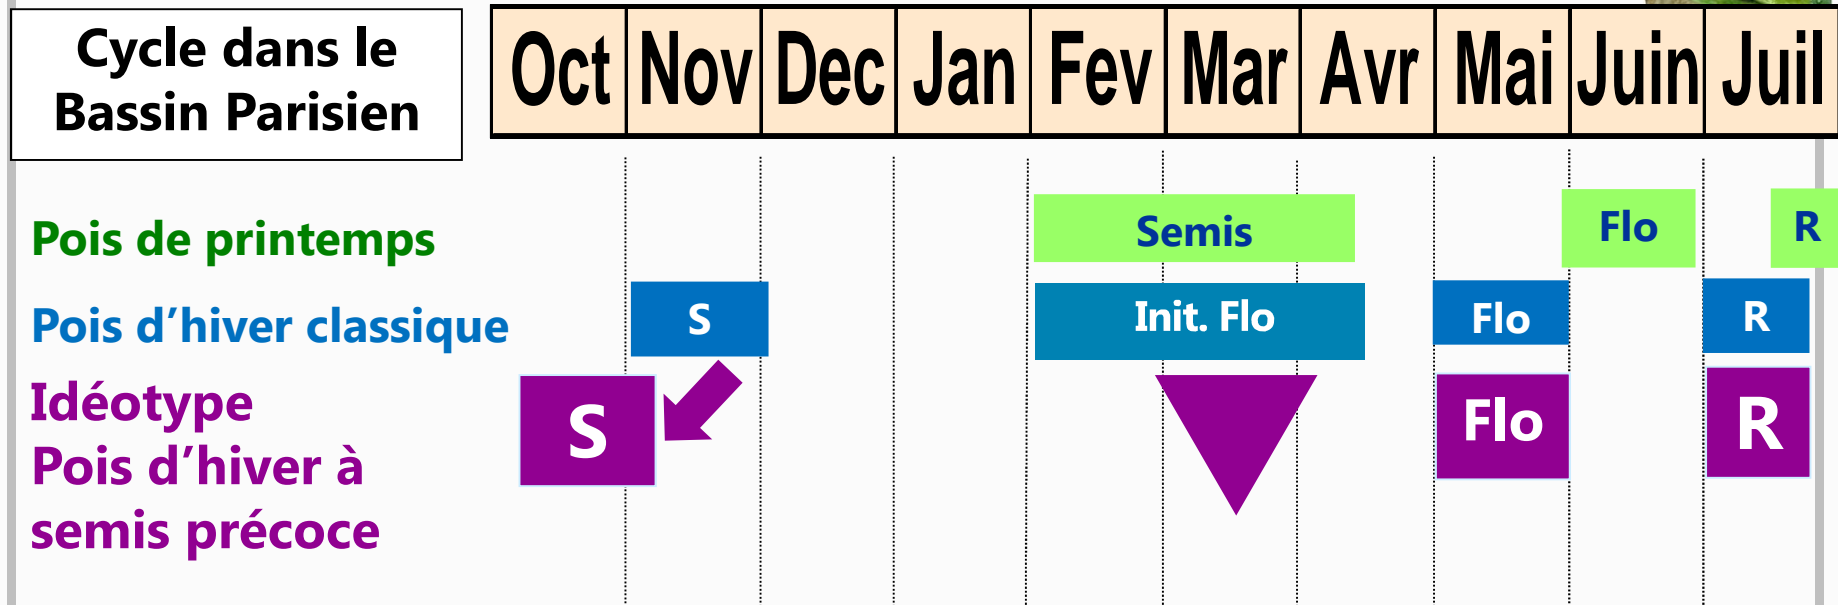 Cycle dans le
Bassin Parisien
Oct Nov Dec Jan Fev Mar Avr Mai Juin Juil
Pois de printemps Semis Flo R
Pois d’hiver classique S Init. Flo Flo R
Idéotype
Pois d’hiver à
semis précoce
S Flo R